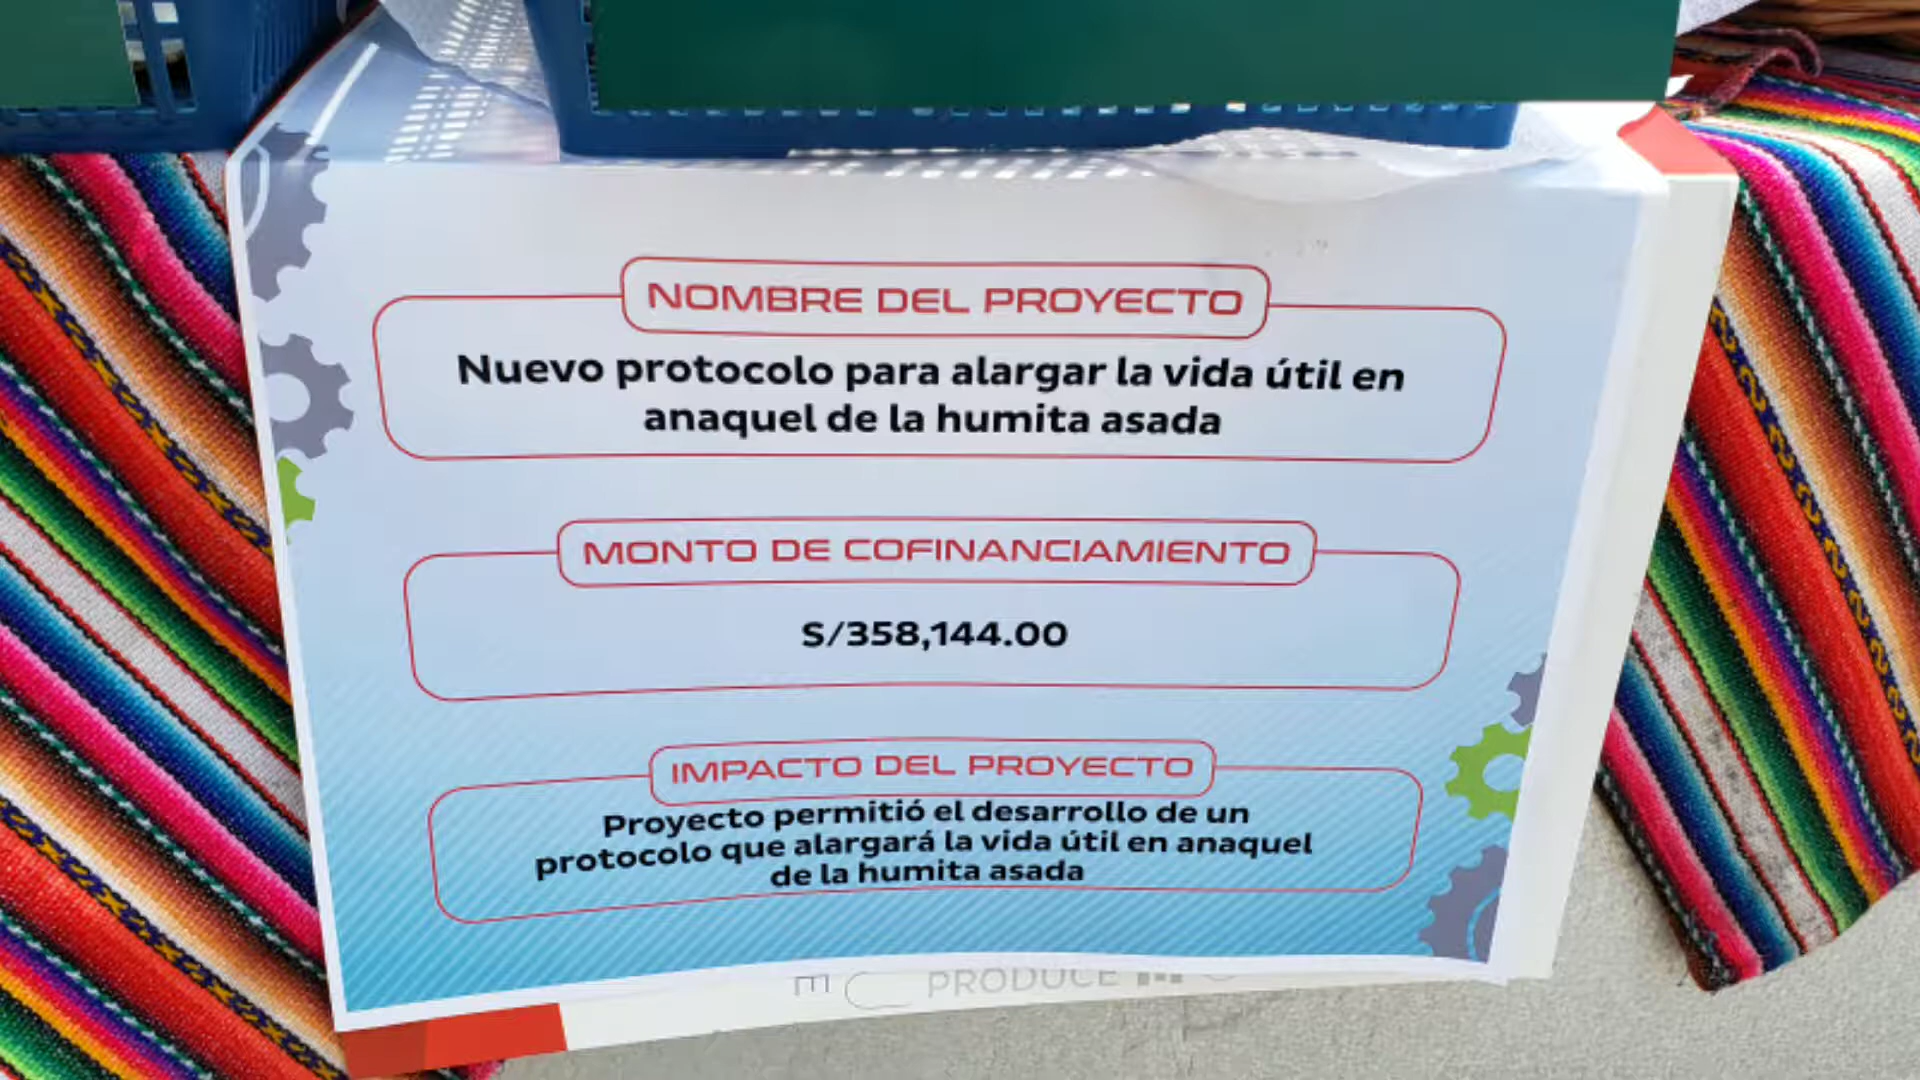 NOMBRE DEL PROYECTO
Nuevo protocolo para alargar la vida útil en
anaquel de la humita asada
MONTO DE COFINANCIAMIENTO
S/358,144.00
IMPACTO DEL PROYECTO
Proyecto permitió el desarrollo de un
protocolo que alargará la vida útil en anaquel
de la humita asada
PRODUCE